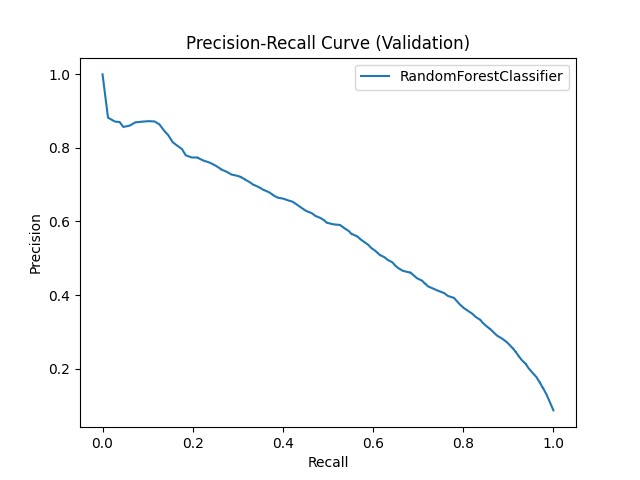 Precision-Recall Curve (Validation)
RandomForestClassifier
Precision
1.0
0.8
0.6
0.4
0.2
0.0 0.2 0.4 0.6 0.8 1.0
Recall